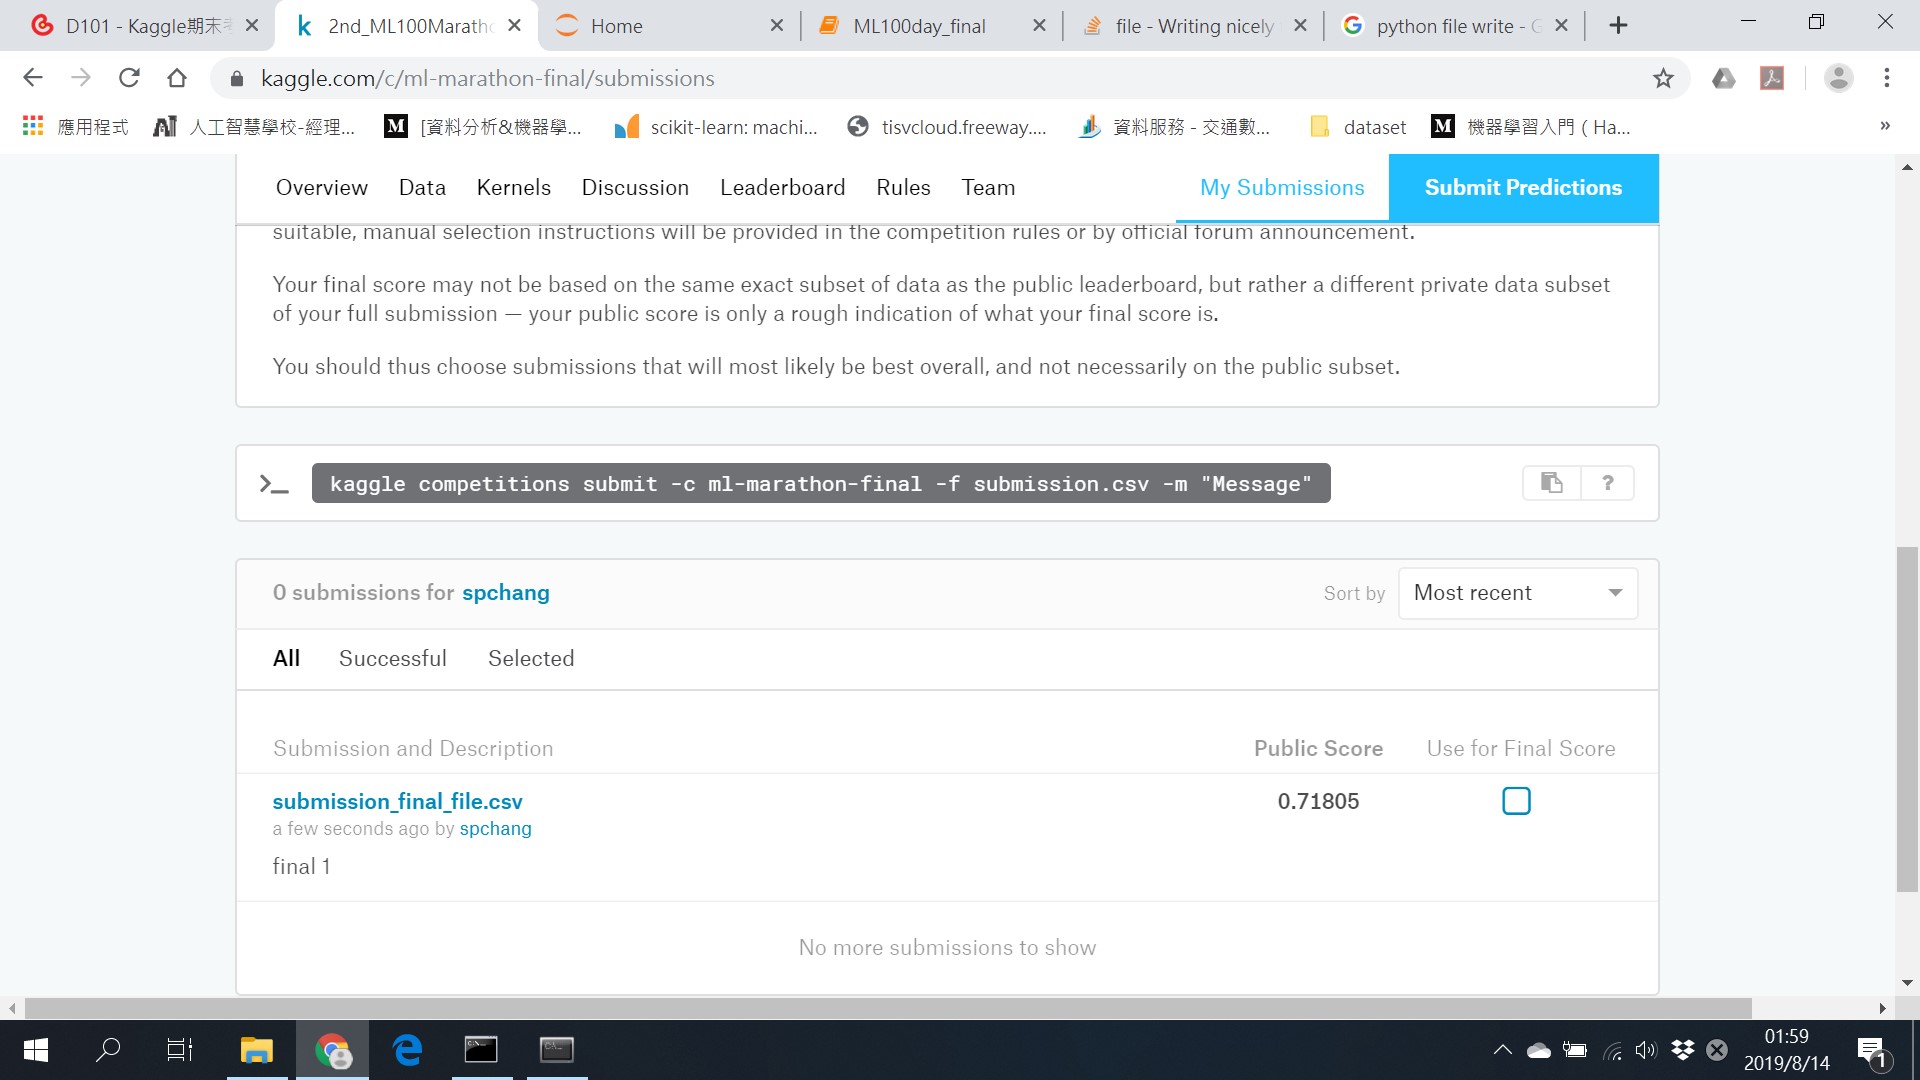 D101 - Kaggle期末
2nd_ML100Maratho
Home
ML100day_final
file - Writing nicely
python file write - G
kaggle.com/c/ml-marathon-final/submissions
應用程式
人工智慧學校-經理...
[資料分析&機器學...
scikit-learn: machi...
tisvcloud.freeway....
資料服務 - 交通數...
dataset
機器學習入門 ( Ha...
»
Overview Data Kernels Discussion Leaderboard Rules Team My Submissions Submit Predictions
suitable, manual selection instructions will be provided in the competition rules or by official forum announcement.
Your final score may not be based on the same exact subset of data as the public leaderboard, but rather a different private data subset
of your full submission — your public score is only a rough indication of what your final score is.
You should thus choose submissions that will most likely be best overall, and not necessarily on the public subset.
>_ kaggle competitions submit -c ml-marathon-final -f submission.csv -m "Message" ?
0 submissions for spchang Sort by Most recent
All Successful Selected
Submission and Description Public Score Use for Final Score
submission_final_file.csv 0.71805
a few seconds ago by spchang
final 1
No more submissions to show
01:59
2019/8/14
1